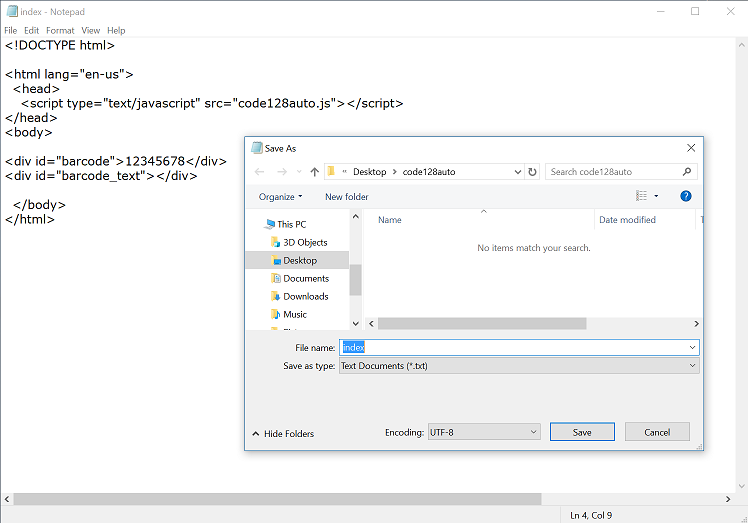 index - Notepad
File Edit Format View Help
<!DOCTYPE html>
<html lang="en-us">
<head>
<script type="text/javascript" src="code128auto.js"></script>
</head>
<body>
<div id="barcode">12345678</div>
<div id="barcode_text"></div>
</body>
</html>
Save As
« Desktop › code128auto
Search code128auto
Organize
New folder
?
Name
Date modified
T
This PC
3D Objects
Desktop
Documents
Downloads
Music
No items match your search.
File name: index
Save as type: Text Documents (*.txt)
Hide Folders
Encoding: UTF-8
Save
Cancel
Ln 4, Col 9